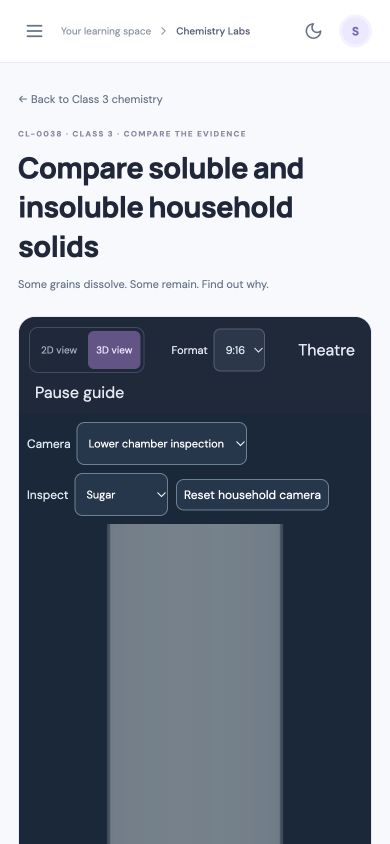 Your learning space > Chemistry Labs S
← Back to Class 3 chemistry
CL-0038 · CLASS 3 · COMPARE THE EVIDENCE
Compare soluble and
insoluble household
solids
Some grains dissolve. Some remain. Find out why.
2D view 3D view Format 9:16 Theatre
Pause guide
Camera Lower chamber inspection
Inspect Sugar Reset household camera